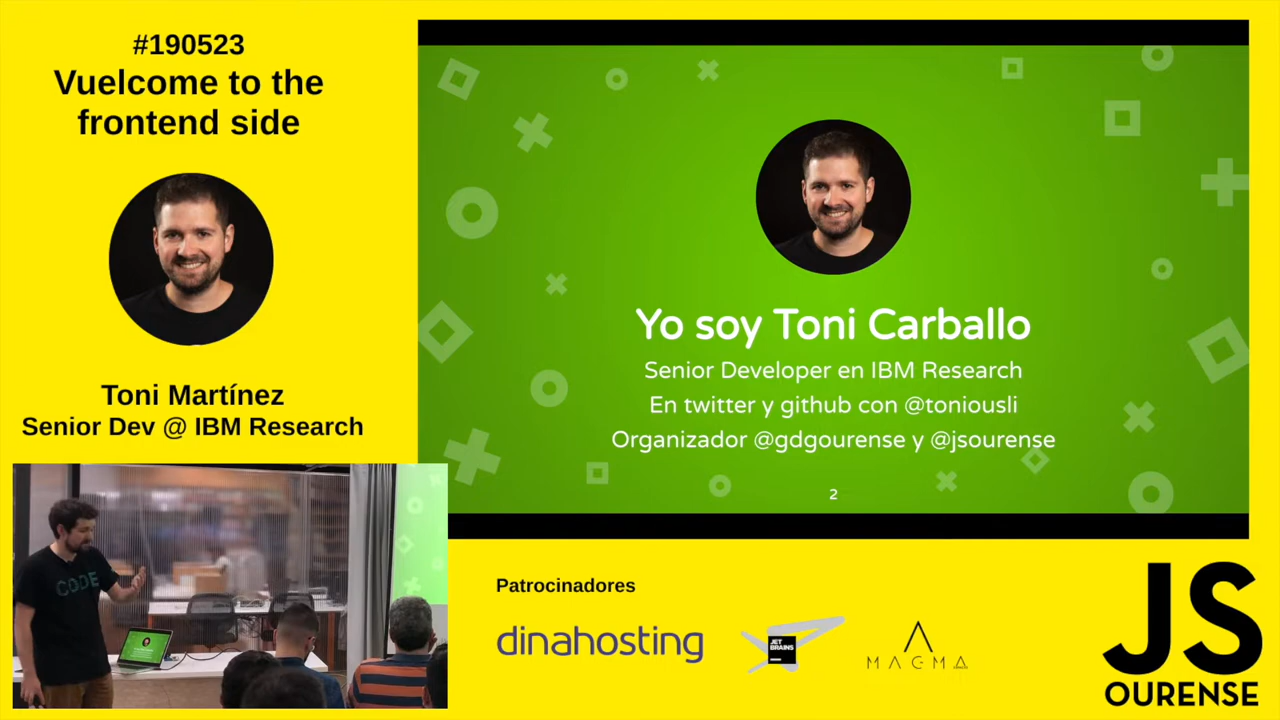 #190523
Vuelcome to the
frontend side
Toni Martínez
Senior Dev @ IBM Research
Yo soy Toni Carballo
Senior Developer en IBM Research
En twitter y github con @toniousli
Organizador @gdgourense y @jsourense
2
CODE
Patrocinadores
dinahosting
JET
BRAINS
MAGMA
JS
OURENSE